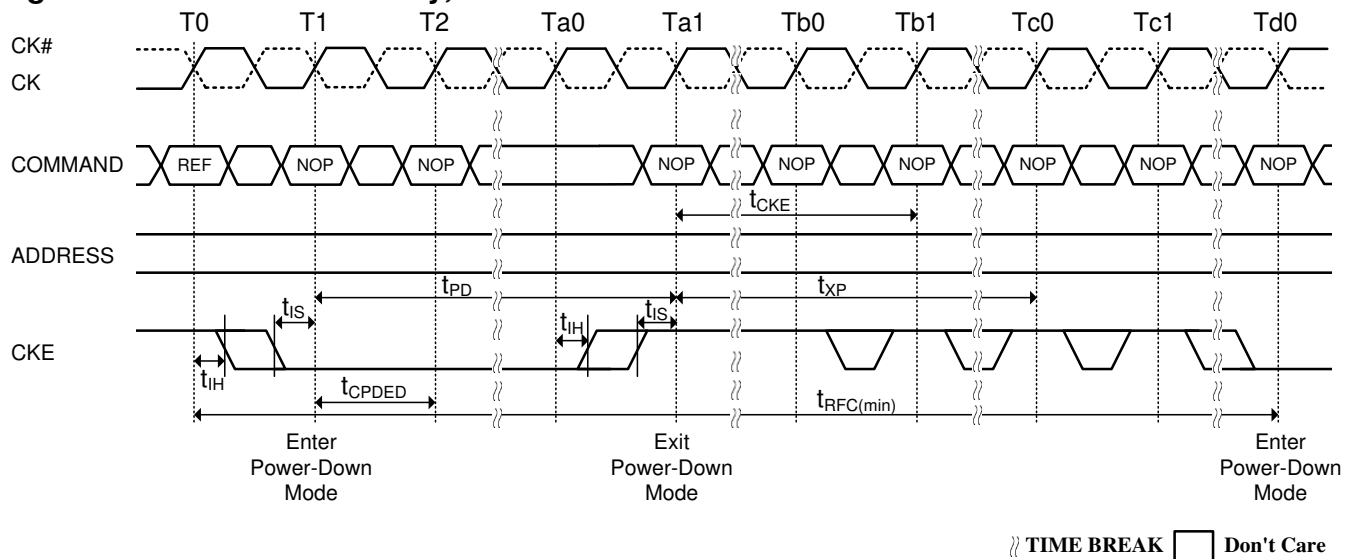 T0 T1 T2 Ta0 Ta1 Tb0 Tb1 Tc0 Tc1 Td0
CK#
CK
COMMAND REF NOP NOP NOP NOP NOP NOP NOP NOP
tCKE
ADDRESS
tPD tXP
tIS tIH tIS
CKE
tIH
tCPDED tRFC(min)
Enter Power-Down Mode
Exit Power-Down Mode
Enter Power-Down Mode
TIME BREAK Don't Care